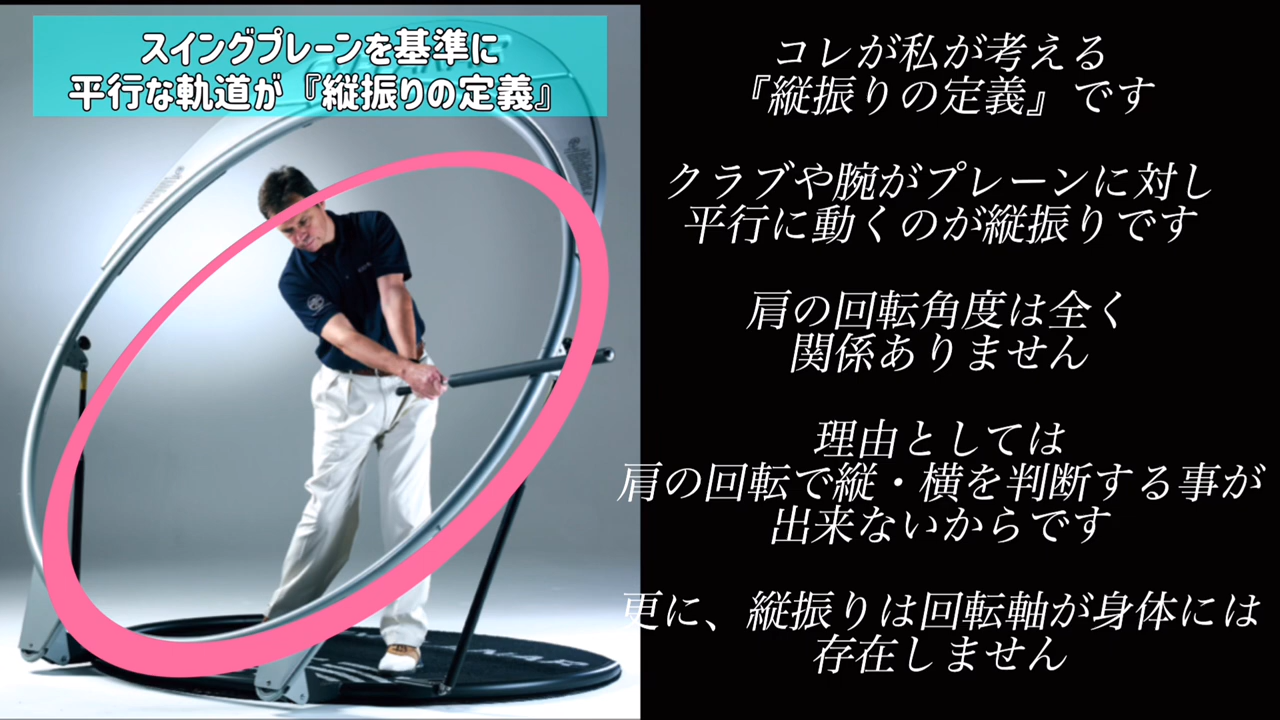 スイングプレーンを基準に
平行な軌道が『縦振りの定義』
コレが私が考える
『縦振りの定義』です
クラブや腕がプレーンに対し
平行に動くのが縦振りです
肩の回転角度は全く
関係ありません
理由としては
肩の回転で縦・横を判断する事が
出来ないからです
更に、縦振りは回転軸が身体には
存在しません